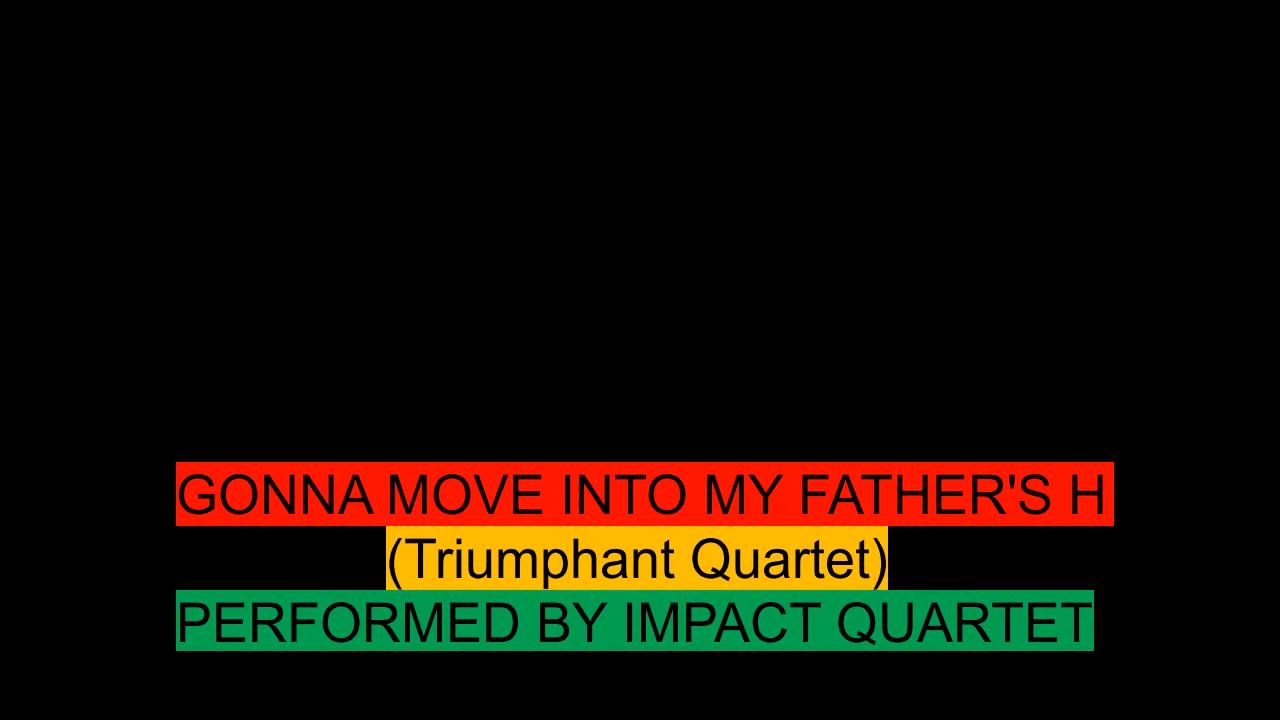 GONNA MOVE INTO MY FATHER'S H
(Triumphant Quartet)
PERFORMED BY IMPACT QUARTET